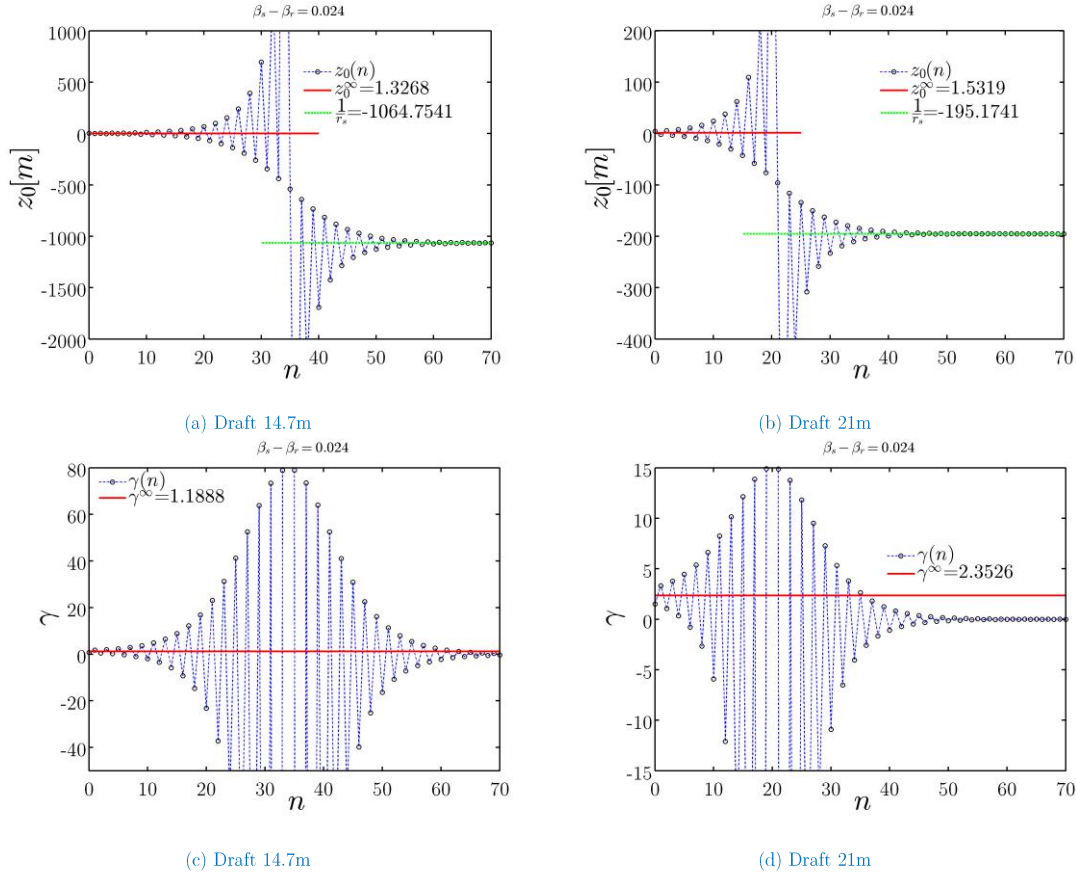 βₛ − βᵣ = 0.024
1000
500
0
-500
-1000
-1500
-2000
z₀[m]
z₀(n)
z₀^∞=1.3268
1/rₛ=-1064.7541
0 10 20 30 40 50 60 70
n
(a) Draft 14.7m
βₛ − βᵣ = 0.024
200
100
0
-100
-200
-300
-400
z₀[m]
z₀(n)
z₀^∞=1.5319
1/rₛ=-195.1741
0 10 20 30 40 50 60 70
n
(b) Draft 21m
βₛ − βᵣ = 0.024
80
60
40
20
0
-20
-40
γ
γ(n)
γ^∞=1.1888
0 10 20 30 40 50 60 70
n
(c) Draft 14.7m
βₛ − βᵣ = 0.024
15
10
5
0
-5
-10
-15
γ
γ(n)
γ^∞=2.3526
0 10 20 30 40 50 60 70
n
(d) Draft 21m